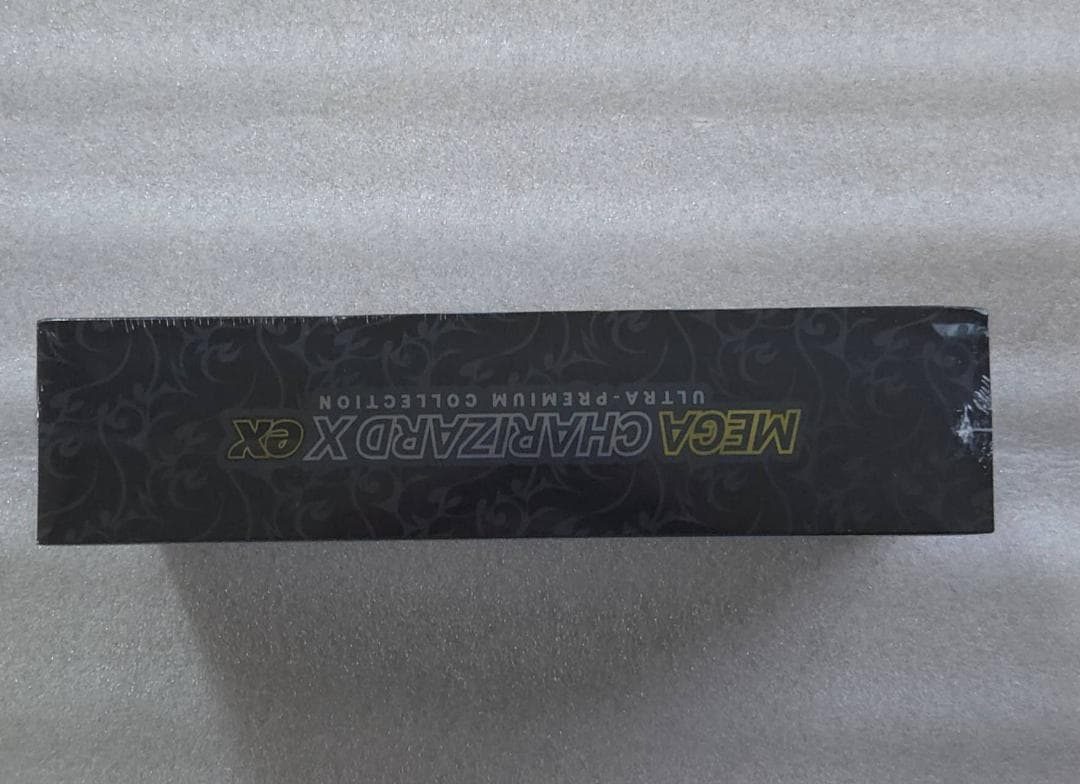 MEGA CHARIZARD X ex
ULTRA-PREMIUM COLLECTION